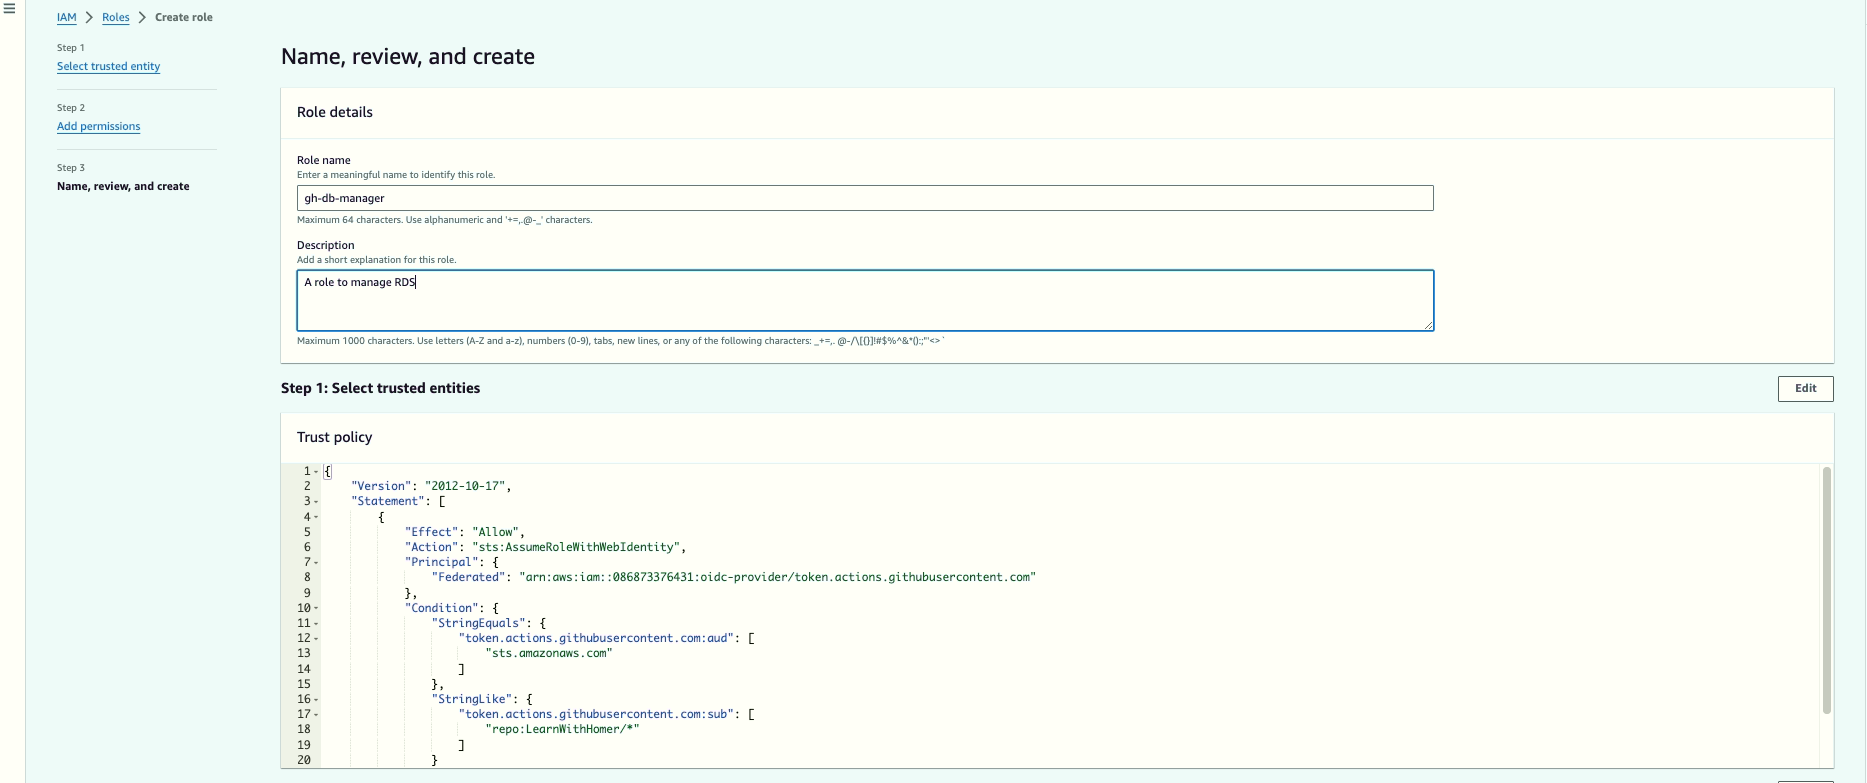 IAM > Roles > Create role
Step 1
Select trusted entity
Step 2
Add permissions
Step 3
Name, review, and create
Name, review, and create
Role details
Role name
Enter a meaningful name to identify this role.
gh-db-manager
Maximum 64 characters. Use alphanumeric and '+=,.@-_' characters.
Description
Add a short explanation for this role.
A role to manage RDS
Maximum 1000 characters. Use letters (A-Z and a-z), numbers (0-9), tabs, new lines, or any of the following characters: _+=,. @-/\[{}]!#$%^&*();:"'<>`
Step 1: Select trusted entities
Edit
Trust policy
1 {
2 "Version": "2012-10-17",
3 "Statement": [
4 {
5 "Effect": "Allow",
6 "Action": "sts:AssumeRoleWithWebIdentity",
7 "Principal": {
8 "Federated": "arn:aws:iam::086873376431:oidc-provider/token.actions.githubusercontent.com"
9 },
10 "Condition": {
11 "StringEquals": {
12 "token.actions.githubusercontent.com:aud": [
13 "sts.amazonaws.com"
14 ]
15 },
16 "StringLike": {
17 "token.actions.githubusercontent.com:sub": [
18 "repo:LearnWithHomer/*"
19 ]
20 }